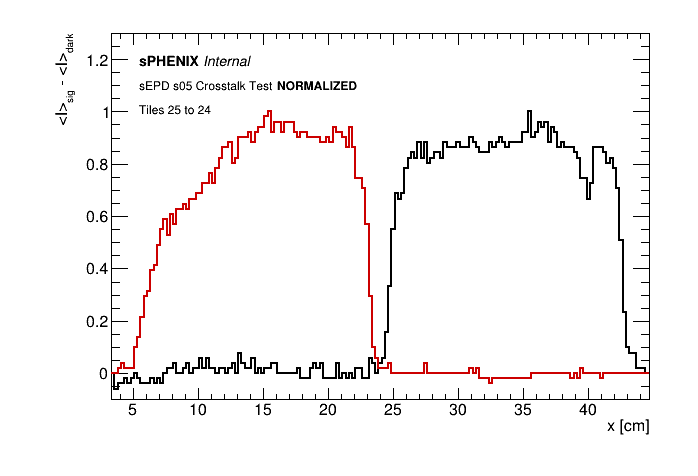 <I>sig - <I>dark
sPHENIX Internal
sEPD s05 Crosstalk Test NORMALIZED
Tiles 25 to 24
1.2
1
0.8
0.6
0.4
0.2
0
5 10 15 20 25 30 35 40
x [cm]